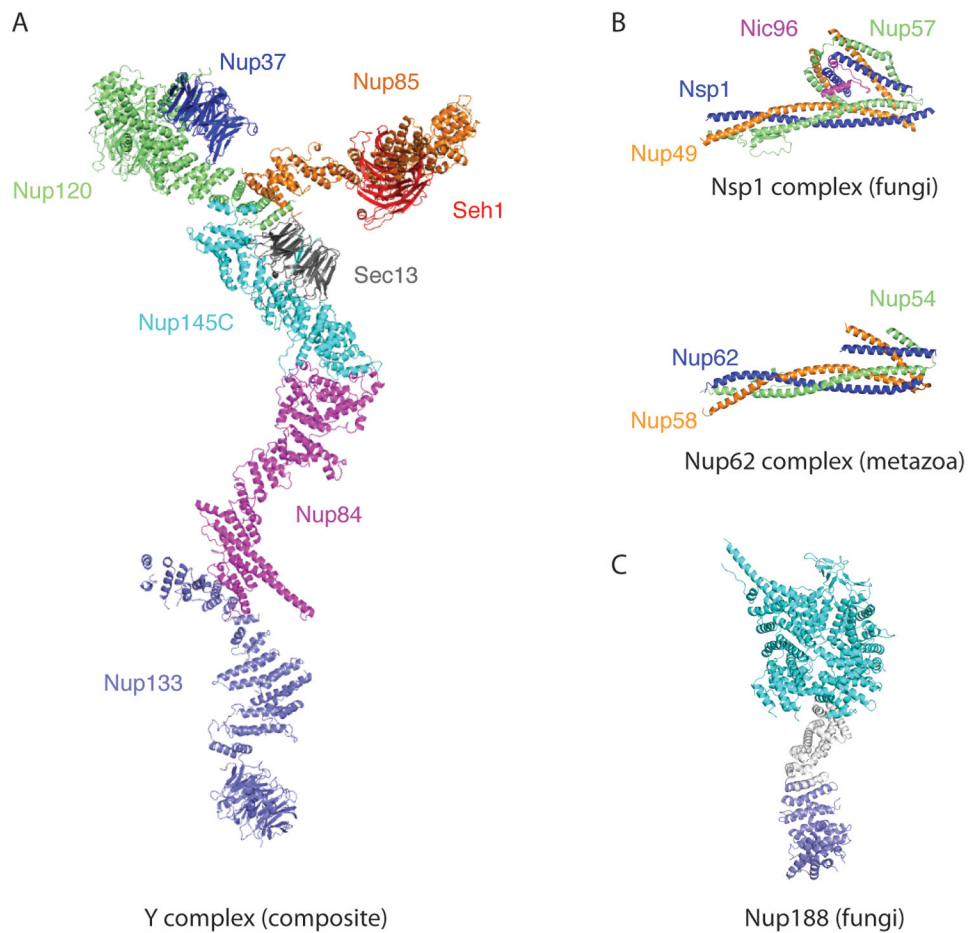 A
Nup37
Nup85
Nup120
Seh1
Sec13
Nup145C
Nup84
Nup133
Y complex (composite)
B
Nic96
Nup57
Nsp1
Nup49
Nsp1 complex (fungi)
Nup54
Nup62
Nup58
Nup62 complex (metazoa)
C
Nup188 (fungi)